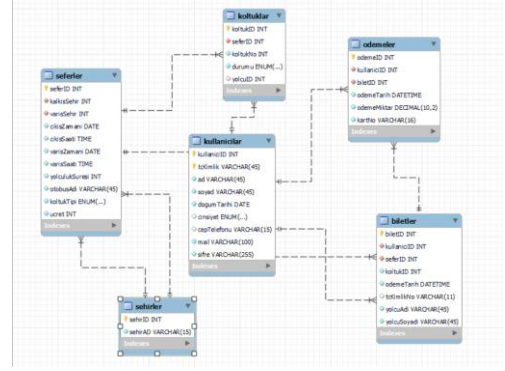 koltuklar
koltukID INT
seferID INT
koltukNo INT
durumu ENUM(...)
yolcuID INT
Indexes
odemeler
odemeID INT
kullaniciID INT
biletID INT
odemeTarih DATETIME
odemeMiktar DECIMAL(10,2)
kartNo VARCHAR(16)
Indexes
seferler
seferID INT
kalkisSehir INT
varisSehir INT
cikisZamani DATE
cikisSaati TIME
varisZamani DATE
varisSaati TIME
yolculukSuresi INT
otobusAdi VARCHAR(45)
koltukTipi ENUM(...)
ucret INT
Indexes
kullanicilar
kullaniciID INT
tcKimlik VARCHAR(45)
ad VARCHAR(45)
soyad VARCHAR(45)
dogumTarihi DATE
cinsiyet ENUM(...)
cepTelefonu VARCHAR(15)
mail VARCHAR(100)
sifre VARCHAR(255)
Indexes
biletler
biletID INT
kullaniciID INT
seferID INT
koltukID INT
odemeTarih DATETIME
tcKimlikNo VARCHAR(11)
yolcuAdi VARCHAR(45)
yolcuSoyadi VARCHAR(45)
Indexes
sehirler
sehirID INT
sehirAD VARCHAR(15)
Indexes